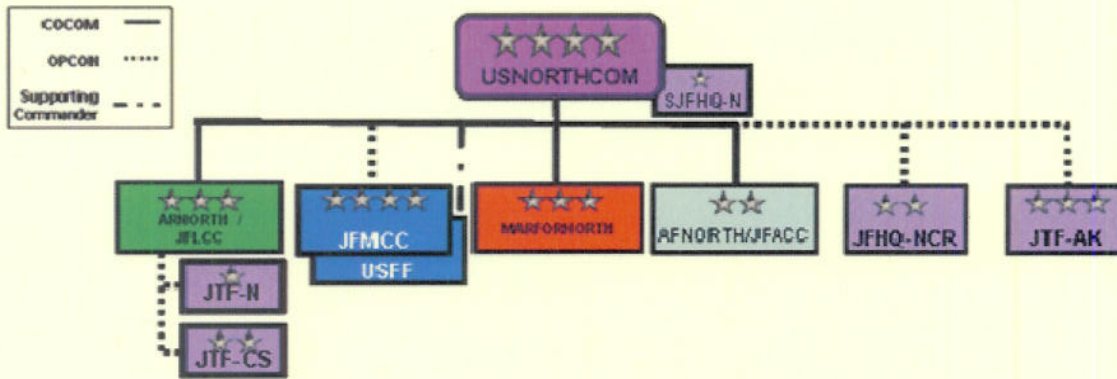 COCOM
OPCON
Supporting
Commander
USNORTHCOM
SJFHQ-N
ARNORTH /
JFLCC
JFMCC
USFF
MARFORNORTH
AFNORTH/JFACC
JFHQ-NCR
JTF-AK
JTF-N
JTF-CS